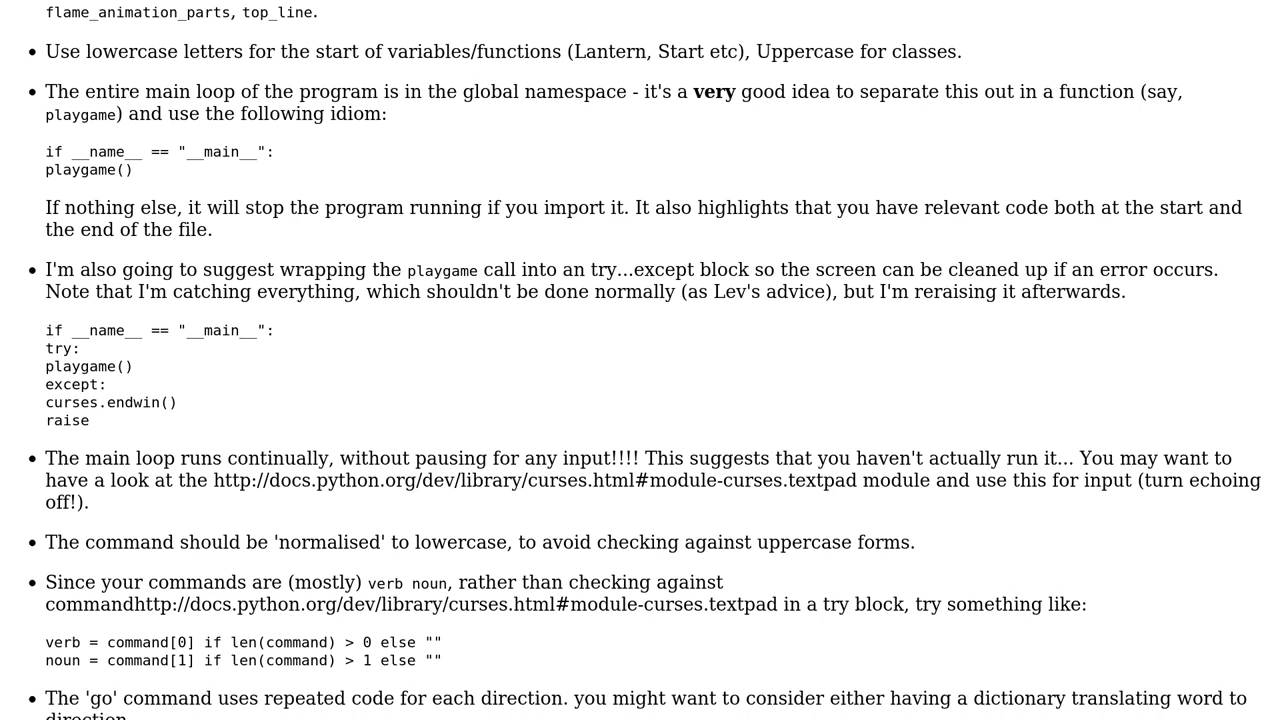 flame_animation_parts, top_line.
• Use lowercase letters for the start of variables/functions (Lantern, Start etc), Uppercase for classes.
• The entire main loop of the program is in the global namespace - it's a very good idea to separate this out in a function (say,
playgame) and use the following idiom:
if __name__ == "__main__":
playgame()
If nothing else, it will stop the program running if you import it. It also highlights that you have relevant code both at the start and
the end of the file.
• I'm also going to suggest wrapping the playgame call into an try...except block so the screen can be cleaned up if an error occurs.
Note that I'm catching everything, which shouldn't be done normally (as Lev's advice), but I'm reraising it afterwards.
if __name__ == "__main__":
try:
playgame()
except:
curses.endwin()
raise
• The main loop runs continually, without pausing for any input!!!! This suggests that you haven't actually run it... You may want to
have a look at the http://docs.python.org/dev/library/curses.html#module-curses.textpad module and use this for input (turn echoing
off!).
• The command should be 'normalised' to lowercase, to avoid checking against uppercase forms.
• Since your commands are (mostly) verb noun, rather than checking against
commandhttp://docs.python.org/dev/library/curses.html#module-curses.textpad in a try block, try something like:
verb = command[0] if len(command) > 0 else ""
noun = command[1] if len(command) > 1 else ""
• The 'go' command uses repeated code for each direction. you might want to consider either having a dictionary translating word to
direction